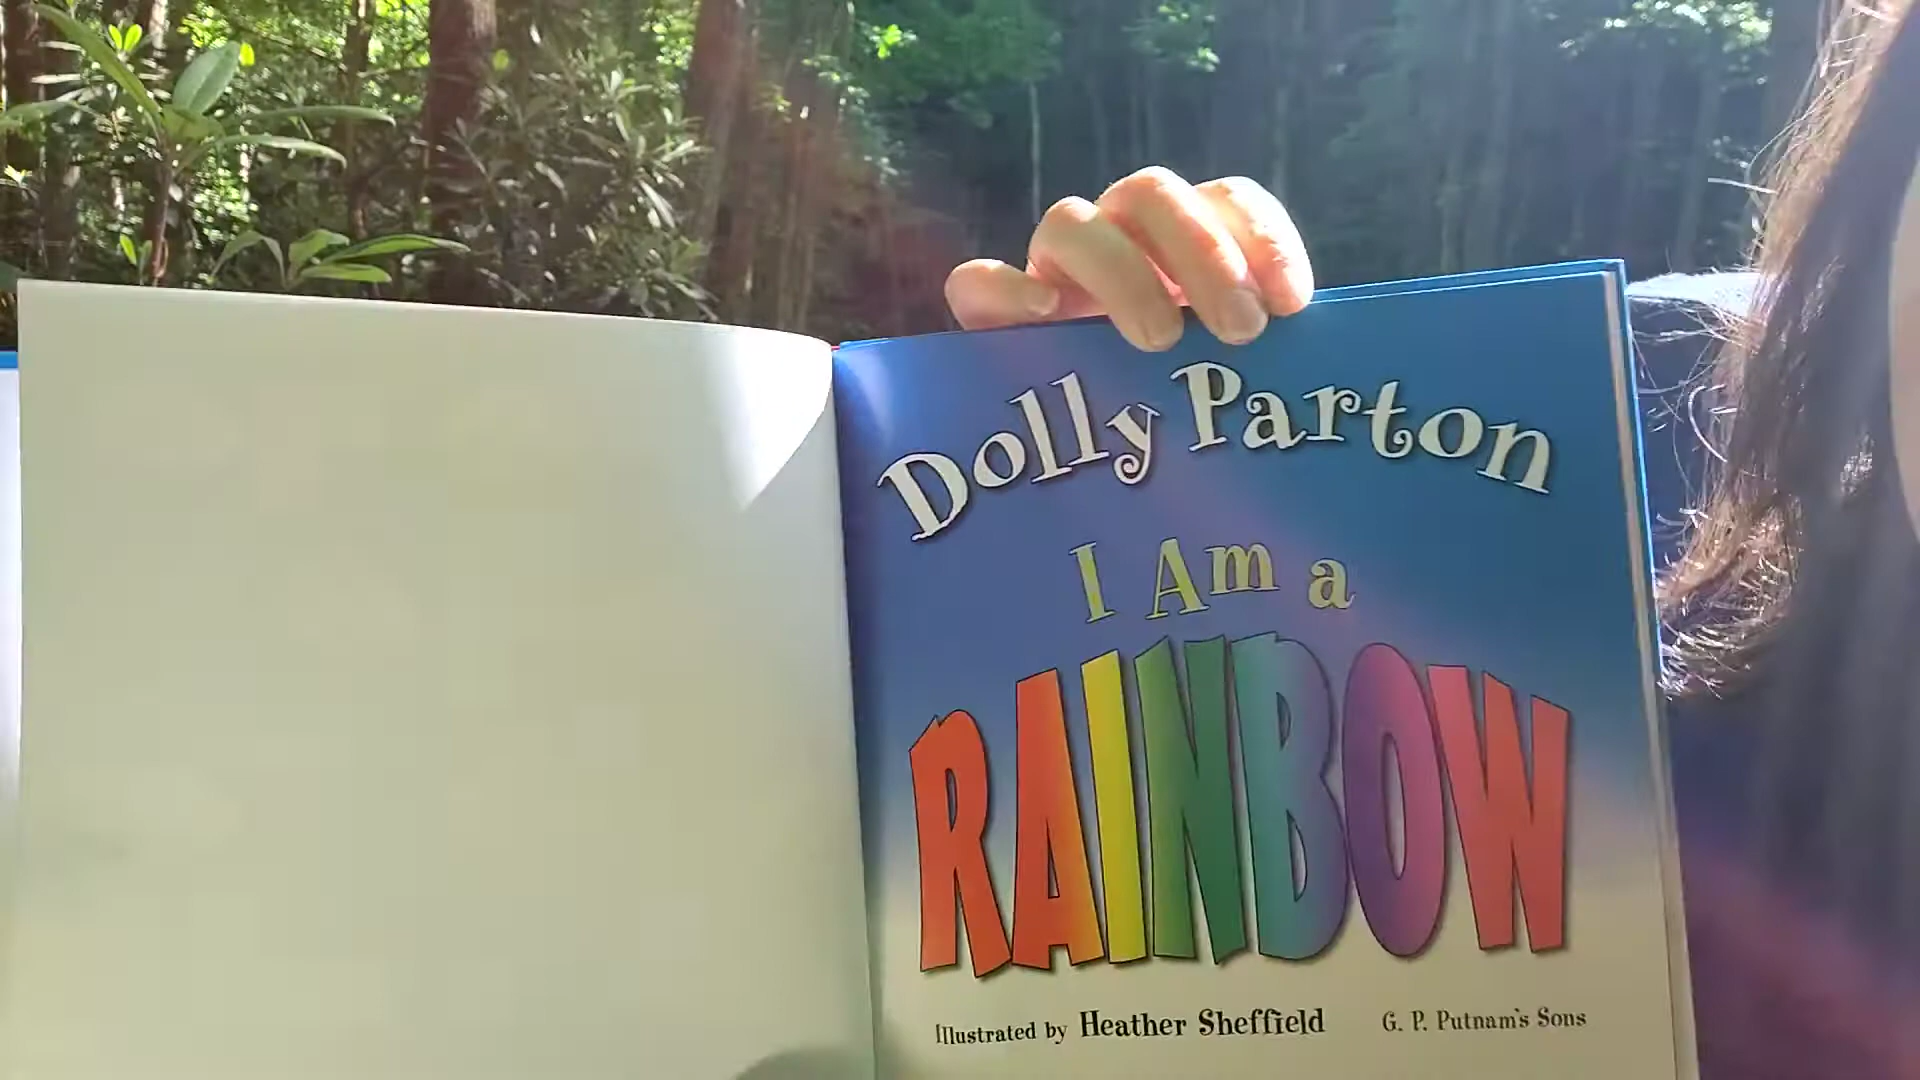 Dolly Parton
I Am a
RAINBOW
Illustrated by Heather Sheffield G. P. Putnam's Sons